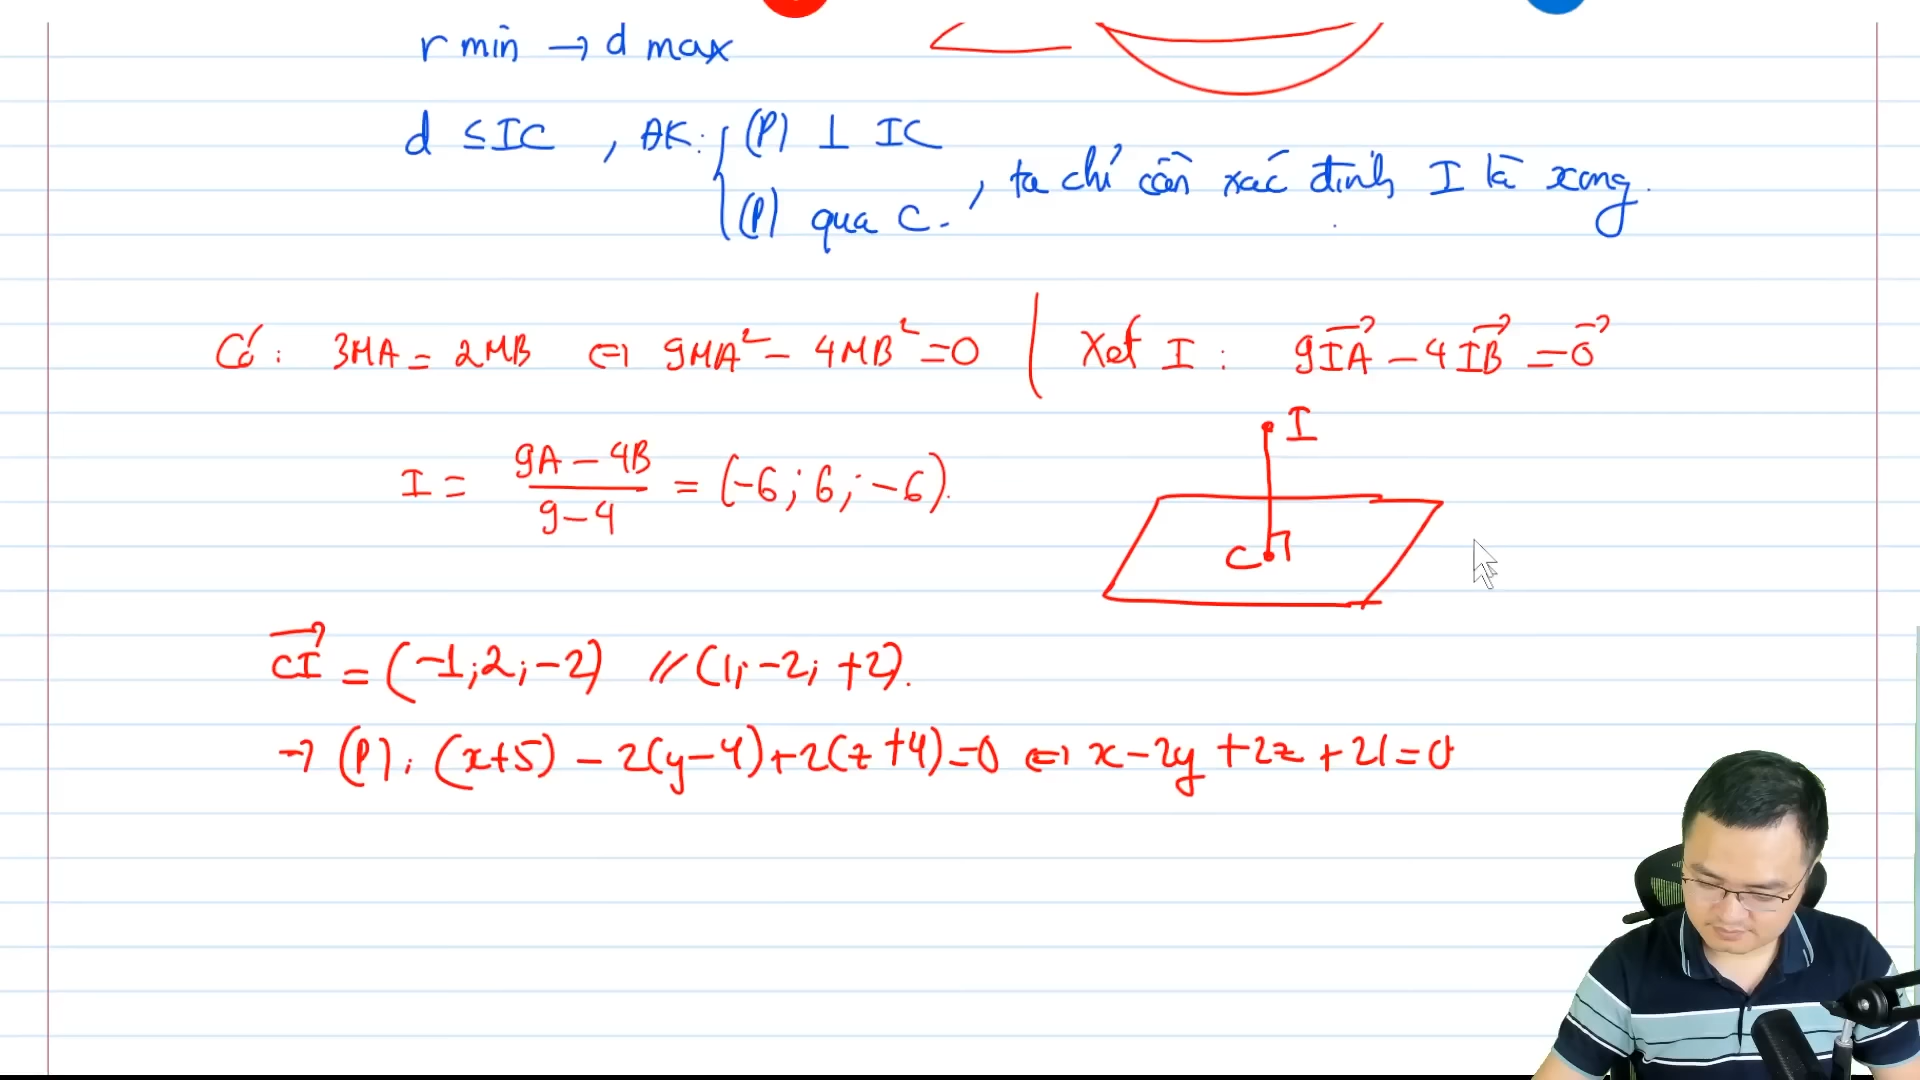 r min → d max
d ≤ IC , ĐK: { (P) ⊥ IC
(P) qua C. , ta chỉ cần xác định I là xong.
Có: 3MA = 2MB ⇔ 9MA² − 4MB² = 0 | Xét I : 9IA⃗ − 4IB⃗ = 0⃗
I = (9A − 4B)/(9 − 4) = (−6; 6; −6).
I
C
CI⃗ = (−1; 2; −2) // (1; −2; +2).
→ (P): (x+5) − 2(y−4) + 2(z+4) = 0 ⇔ x − 2y + 2z + 21 = 0